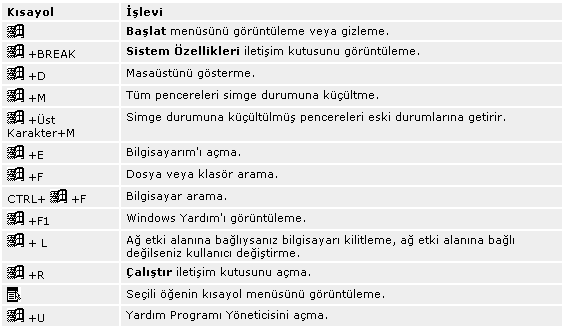 Kısayol İşlevi
Başlat menüsünü görüntüleme veya gizleme.
+BREAK Sistem Özellikleri iletişim kutusunu görüntüleme.
+D Masaüstünü gösterme.
+M Tüm pencereleri simge durumuna küçültme.
+Üst Simge durumuna küçültülmüş pencereleri eski durumlarına getirir.
Karakter+M
+E Bilgisayarım'ı açma.
+F Dosya veya klasör arama.
CTRL+ +F Bilgisayar arama.
+F1 Windows Yardım'ı görüntüleme.
+ L Ağ etki alanına bağlıysanız bilgisayarı kilitleme, ağ etki alanına bağlı
değilseniz kullanıcı değiştirme.
+R Çalıştır iletişim kutusunu açma.
Seçili öğenin kısayol menüsünü görüntüleme.
+U Yardım Programı Yöneticisini açma.